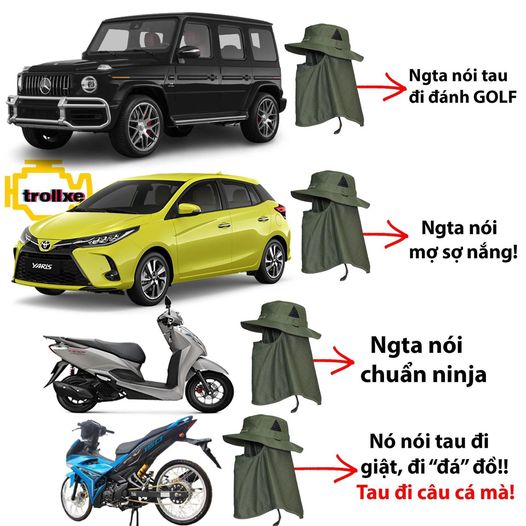 Ngta nói tau
đi đánh GOLF
trollxe
YARIS
Ngta nói
mợ sợ nắng!
Ngta nói
chuẩn ninja
Nó nói tau đi
giật, đi “đá” đồ!!
Tau đi câu cá mà!